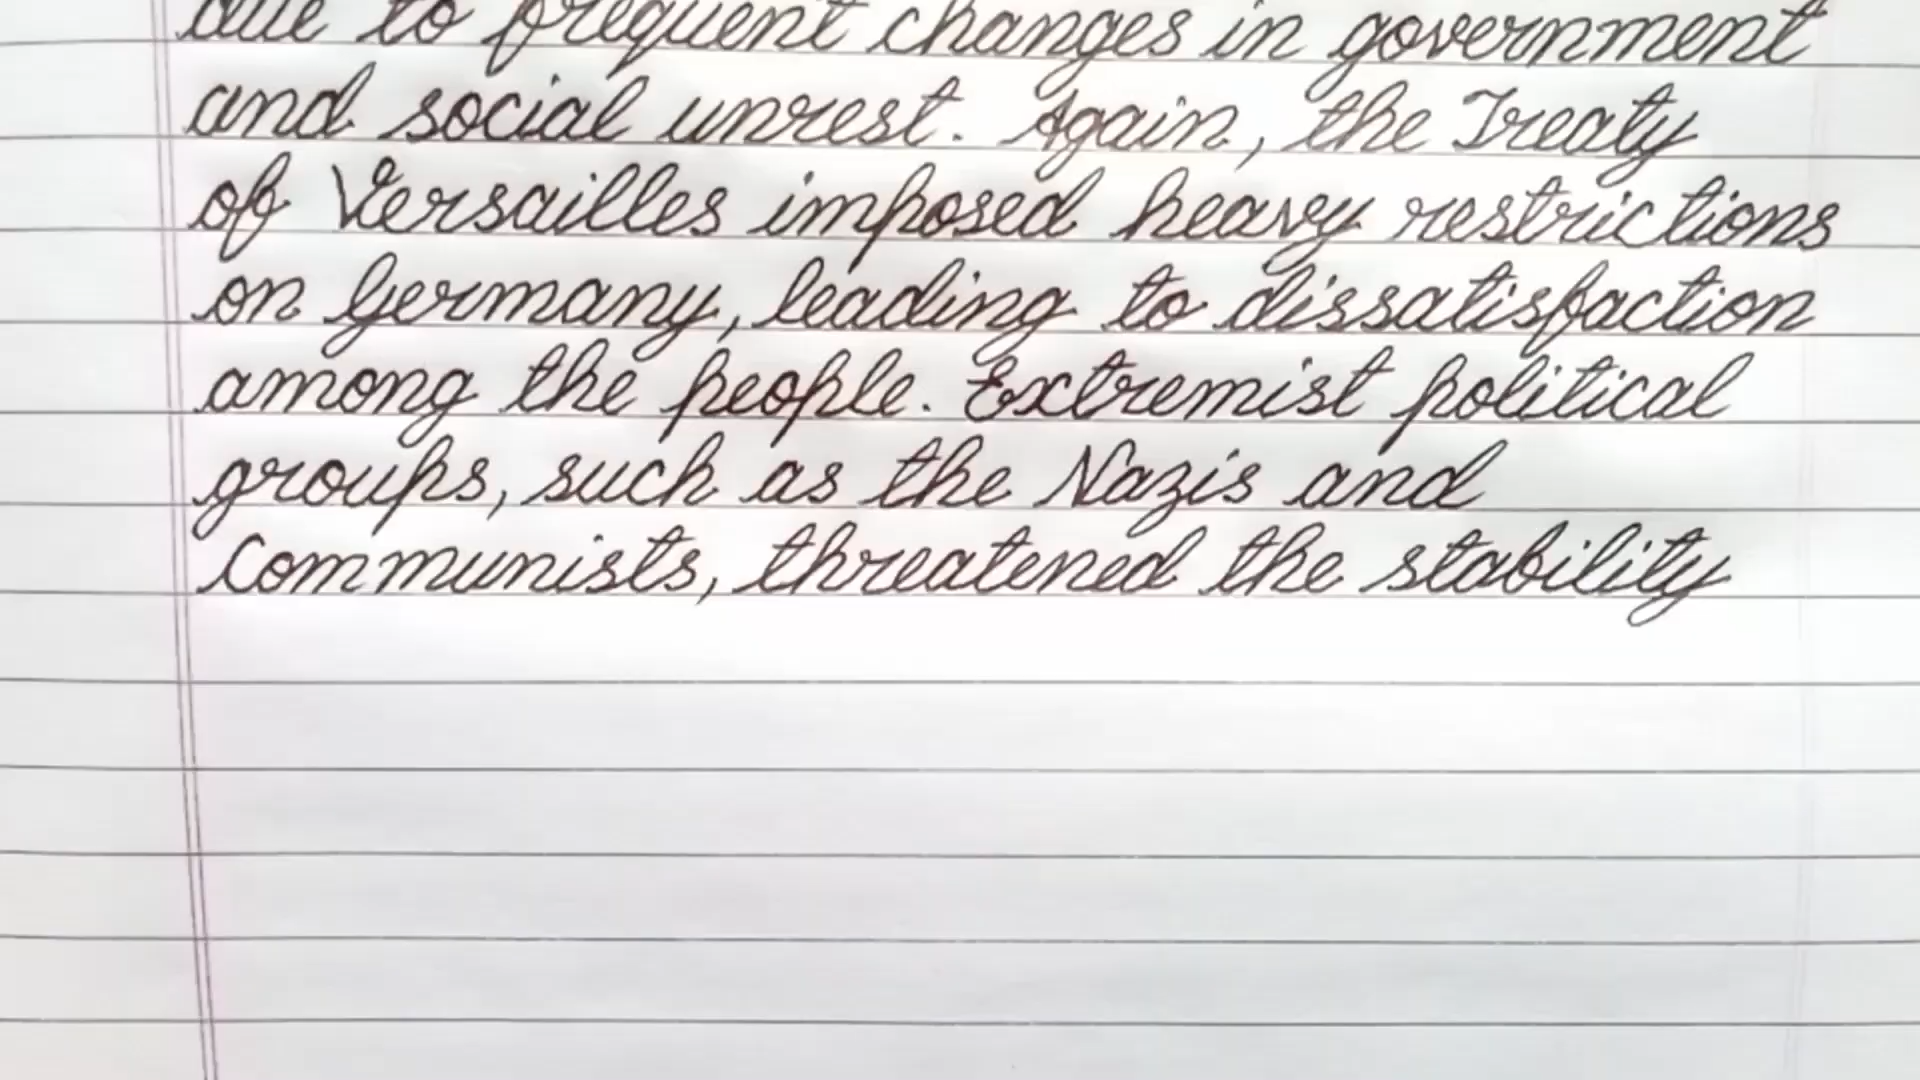 due to frequent changes in government
and social unrest. Again, the Treaty
of Versailles imposed heavy restrictions
on Germany, leading to dissatisfaction
among the people. Extremist political
groups, such as the Nazis and
Communists, threatened the stability